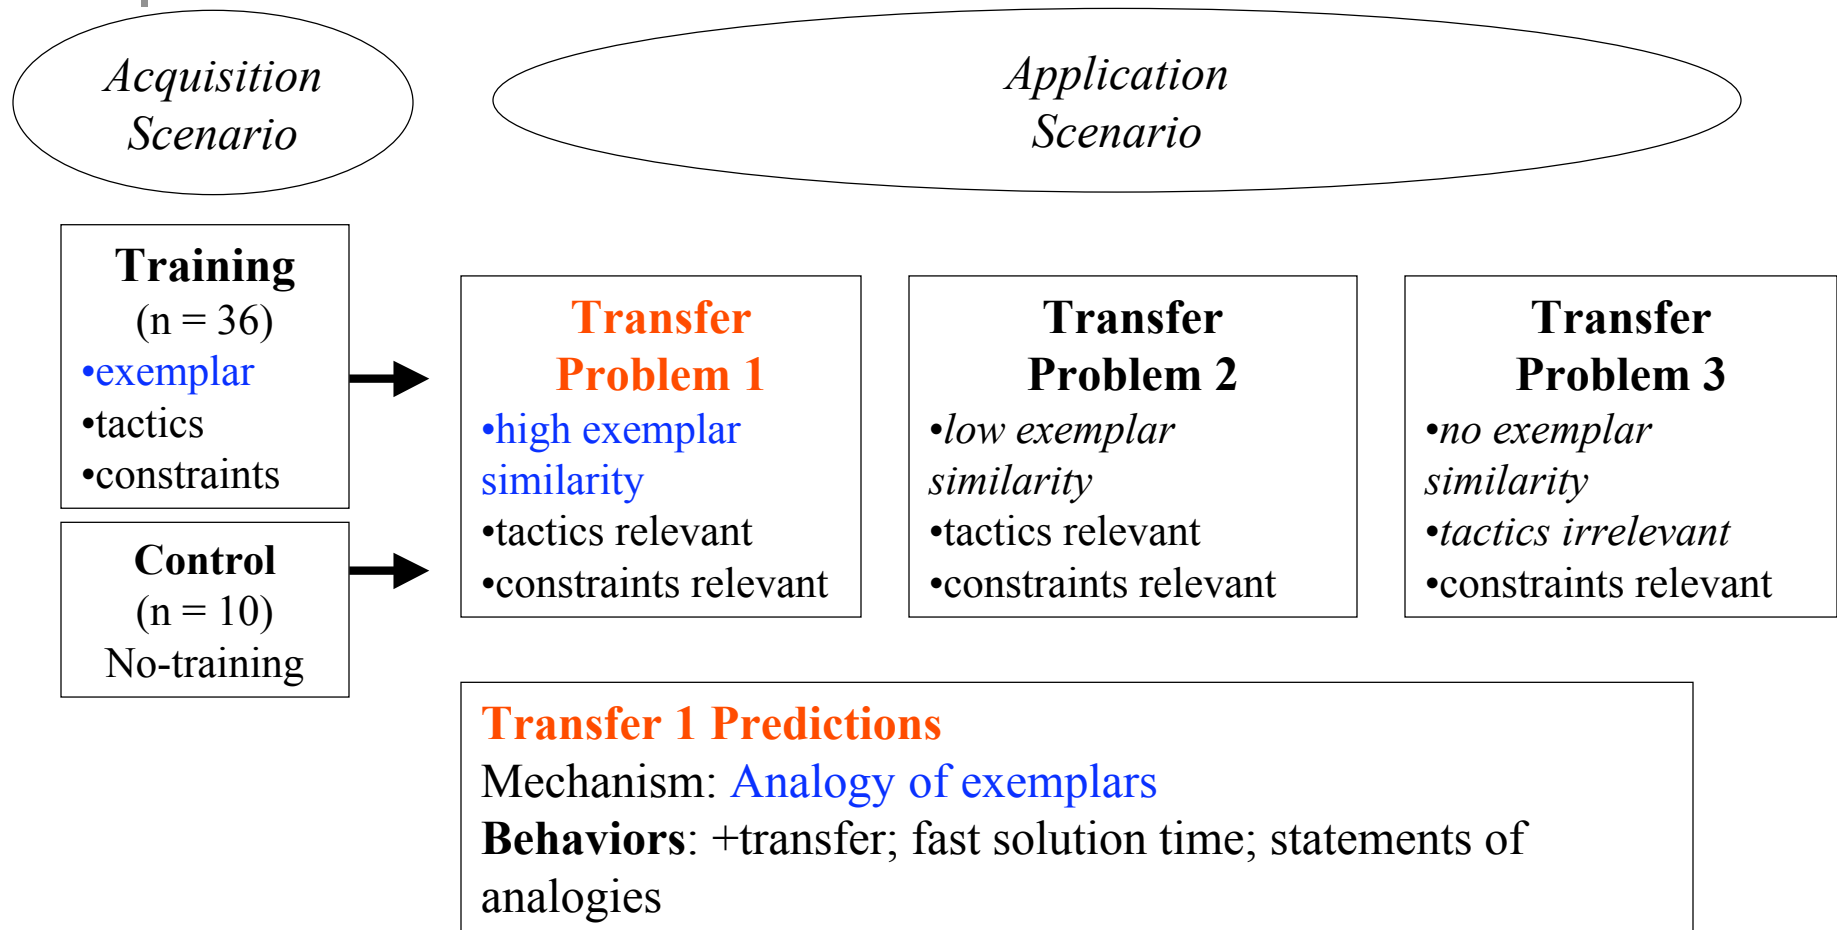 Acquisition
Scenario
Application
Scenario
Training
(n = 36)
•exemplar
•tactics
•constraints
Control
(n = 10)
No-training
Transfer
Problem 1
•high exemplar
similarity
•tactics relevant
•constraints relevant
Transfer
Problem 2
•low exemplar
similarity
•tactics relevant
•constraints relevant
Transfer
Problem 3
•no exemplar
similarity
•tactics irrelevant
•constraints relevant
Transfer 1 Predictions
Mechanism: Analogy of exemplars
Behaviors: +transfer; fast solution time; statements of
analogies